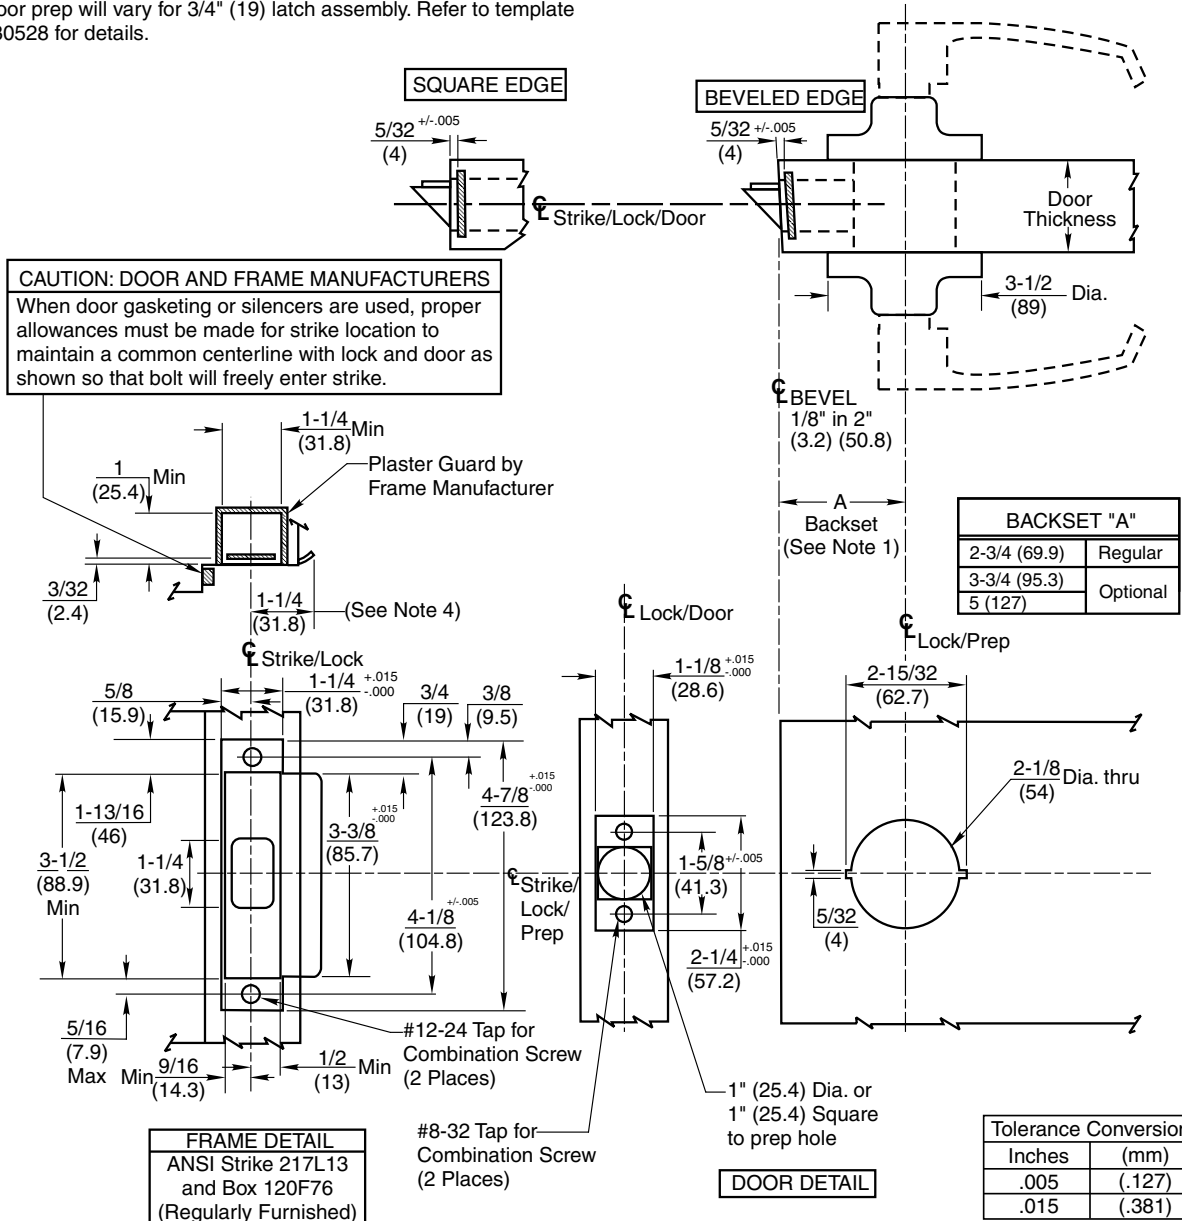 oor prep will vary for 3/4" (19) latch assembly. Refer to template
30528 for details.
SQUARE EDGE
5/32 +/-.005
(4)
BEVELED EDGE
5/32 +/-.005
(4)
℄ Strike/Lock/Door
Door
Thickness
3-1/2 Dia.
(89)
CAUTION: DOOR AND FRAME MANUFACTURERS
When door gasketing or silencers are used, proper
allowances must be made for strike location to
maintain a common centerline with lock and door as
shown so that bolt will freely enter strike.
℄ BEVEL
1/8" in 2"
(3.2) (50.8)
1-1/4 Min
(31.8)
1 Min
(25.4)
Plaster Guard by
Frame Manufacturer
3/32
(2.4)
1-1/4
(31.8)
(See Note 4)
A
Backset
(See Note 1)
BACKSET "A"
2-3/4 (69.9) Regular
3-3/4 (95.3) Optional
5 (127)
℄ Strike/Lock
℄ Lock/Door
℄ Lock/Prep
5/8
(15.9)
1-1/4 +.015 -.000
(31.8)
3/4
(19)
3/8
(9.5)
1-1/8 +.015 -.000
(28.6)
2-15/32
(62.7)
2-1/8 Dia. thru
(54)
1-13/16
(46)
4-7/8 +.015 -.000
(123.8)
3-3/8 +.015 -.000
(85.7)
3-1/2
(88.9)
Min
1-1/4
(31.8)
4-1/8 +/-.005
(104.8)
℄ Strike/
Lock/
Prep
1-5/8 +/-.005
(41.3)
2-1/4 +.015 -.000
(57.2)
5/32
(4)
5/16
(7.9)
Max
Min 9/16
(14.3)
1/2 Min
(13)
#12-24 Tap for
Combination Screw
(2 Places)
#8-32 Tap for
Combination Screw
(2 Places)
1" (25.4) Dia. or
1" (25.4) Square
to prep hole
FRAME DETAIL
ANSI Strike 217L13
and Box 120F76
(Regularly Furnished)
DOOR DETAIL
Tolerance Conversion
Inches (mm)
.005 (.127)
.015 (.381)